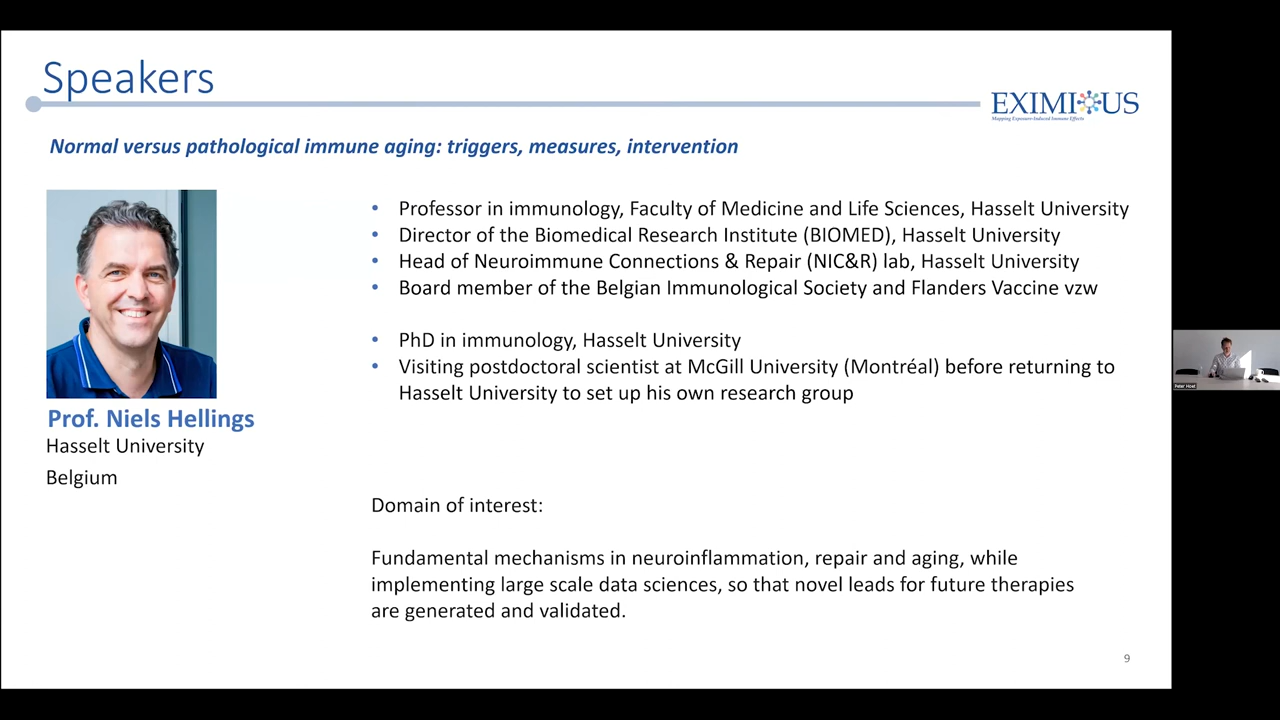 Speakers
EXIMIOUS
Mapping Exposure-Induced Immune Effects
Normal versus pathological immune aging: triggers, measures, intervention
• Professor in immunology, Faculty of Medicine and Life Sciences, Hasselt University
• Director of the Biomedical Research Institute (BIOMED), Hasselt University
• Head of Neuroimmune Connections & Repair (NIC&R) lab, Hasselt University
• Board member of the Belgian Immunological Society and Flanders Vaccine vzw
• PhD in immunology, Hasselt University
• Visiting postdoctoral scientist at McGill University (Montréal) before returning to
Hasselt University to set up his own research group
Prof. Niels Hellings
Hasselt University
Belgium
Domain of interest:
Fundamental mechanisms in neuroinflammation, repair and aging, while
implementing large scale data sciences, so that novel leads for future therapies
are generated and validated.
9
Peter Hoet